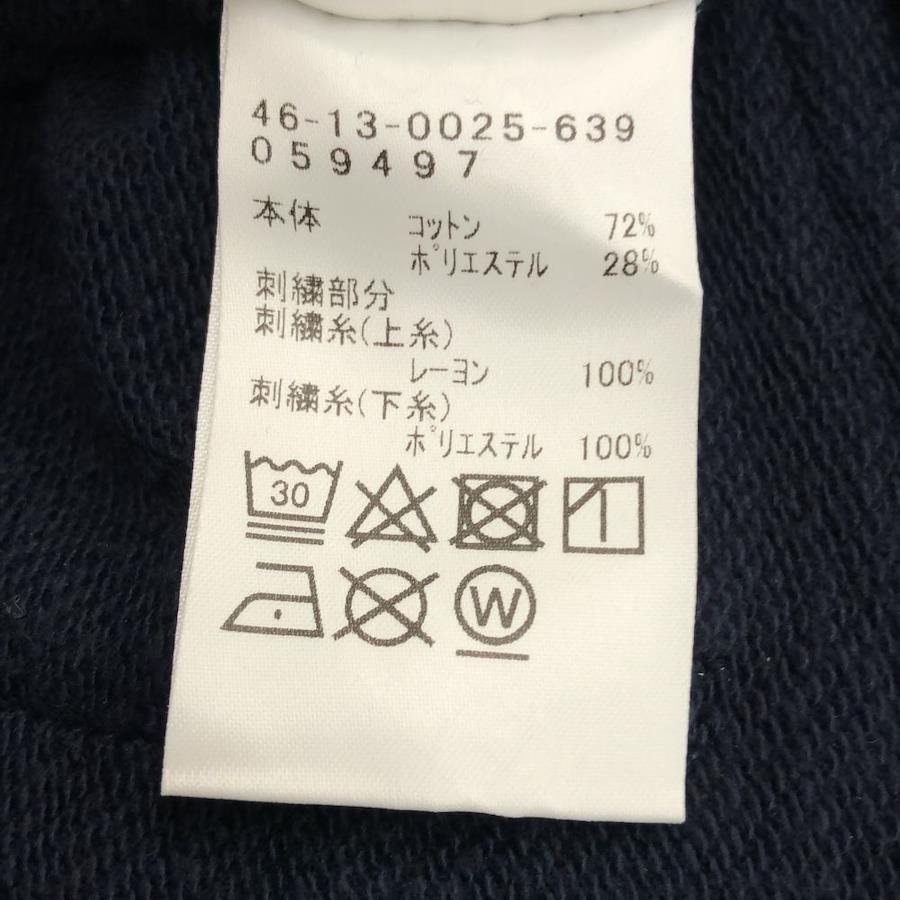 46-13-0025-639
059497
本体 コットン 72%
ポリエステル 28%
刺繍部分
刺繍糸(上糸)
レーヨン 100%
刺繍糸(下糸)
ポリエステル 100%
30
W